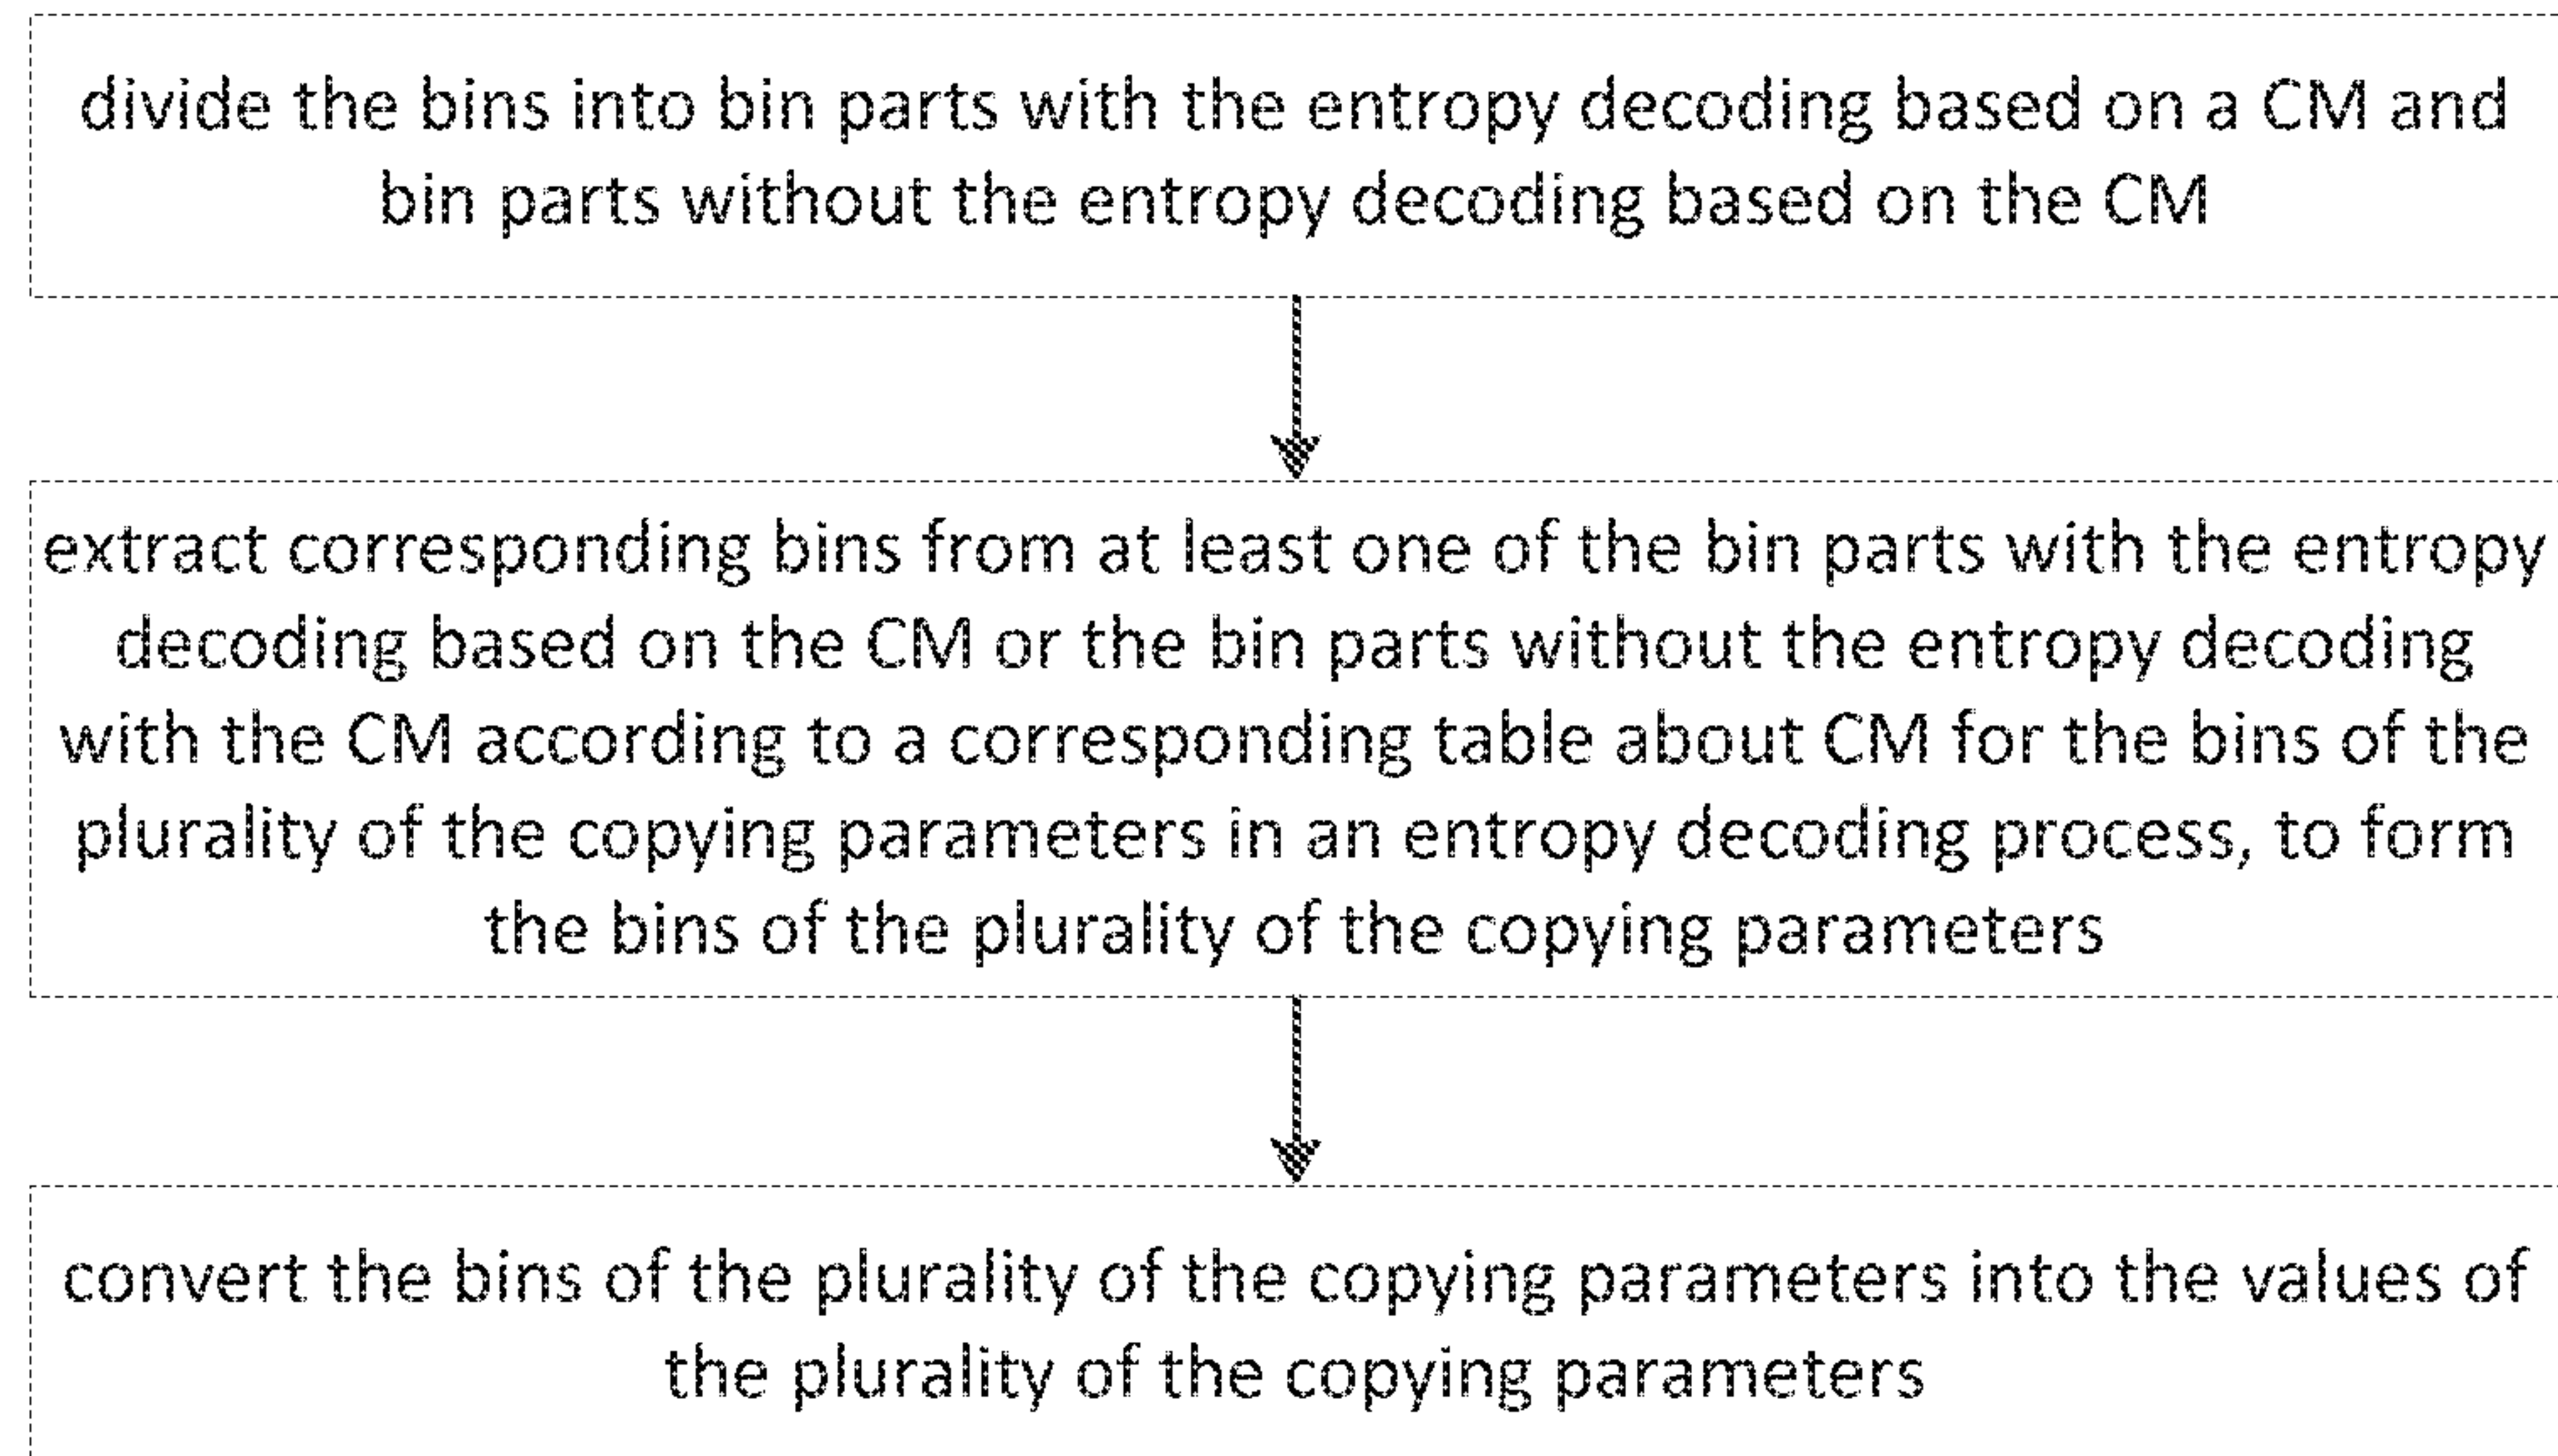 divide the bins into bin parts with the entropy decoding based on a CM and
bin parts without the entropy decoding based on the CM
extract corresponding bins from at least one of the bin parts with the entropy
decoding based on the CM or the bin parts without the entropy decoding
with the CM according to a corresponding table about CM for the bins of the
plurality of the copying parameters in an entropy decoding process, to form
the bins of the plurality of the copying parameters
convert the bins of the plurality of the copying parameters into the values of
the plurality of the copying parameters